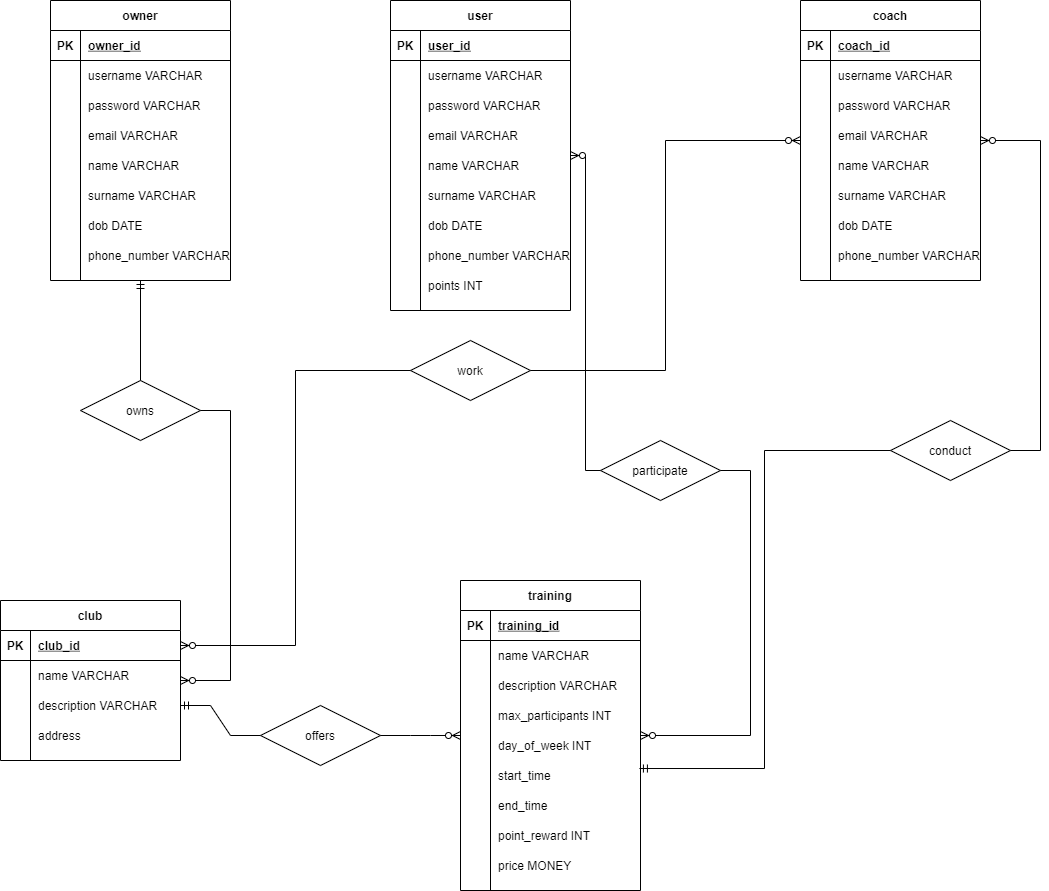 owner
PK owner_id
username VARCHAR
password VARCHAR
email VARCHAR
name VARCHAR
surname VARCHAR
dob DATE
phone_number VARCHAR
user
PK user_id
username VARCHAR
password VARCHAR
email VARCHAR
name VARCHAR
surname VARCHAR
dob DATE
phone_number VARCHAR
points INT
coach
PK coach_id
username VARCHAR
password VARCHAR
email VARCHAR
name VARCHAR
surname VARCHAR
dob DATE
phone_number VARCHAR
work
owns
conduct
participate
club
PK club_id
name VARCHAR
description VARCHAR
address
offers
training
PK training_id
name VARCHAR
description VARCHAR
max_participants INT
day_of_week INT
start_time
end_time
point_reward INT
price MONEY